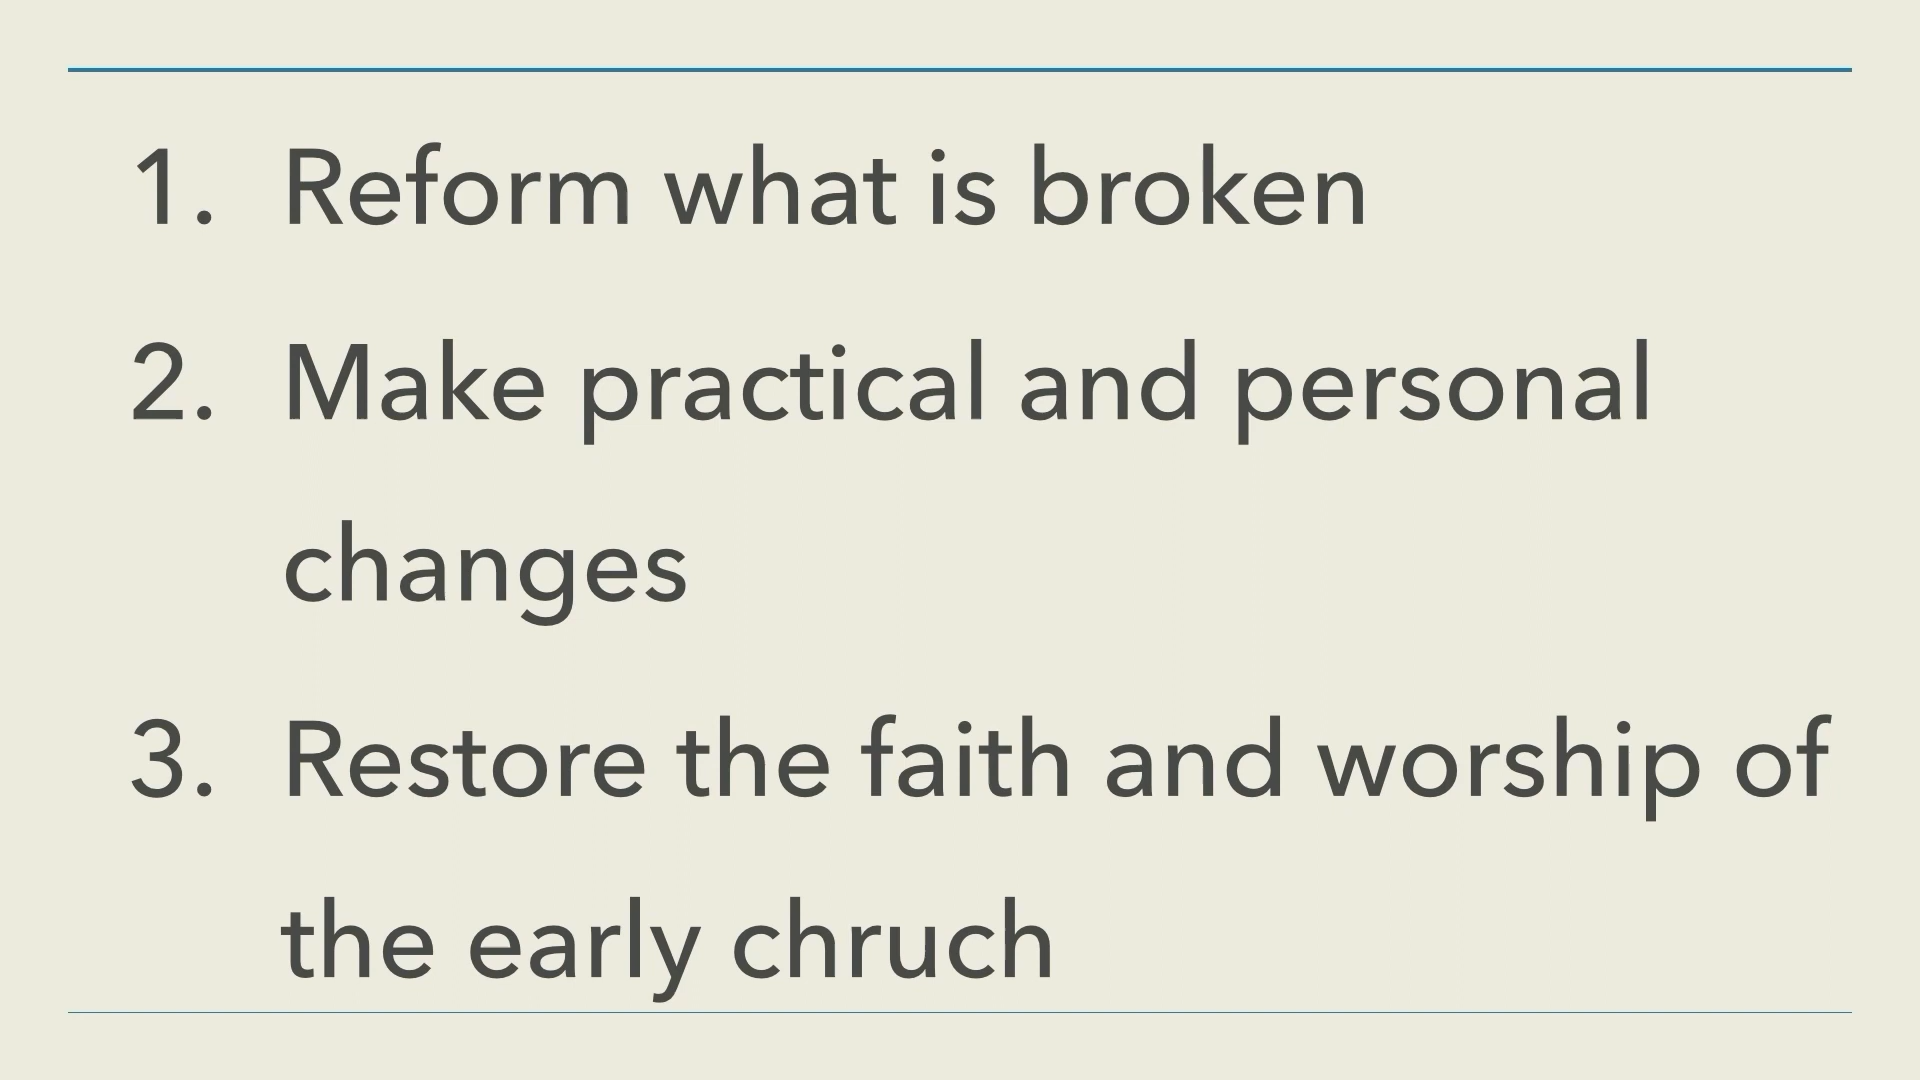 1. Reform what is broken
2. Make practical and personal
changes
3. Restore the faith and worship of
the early chruch